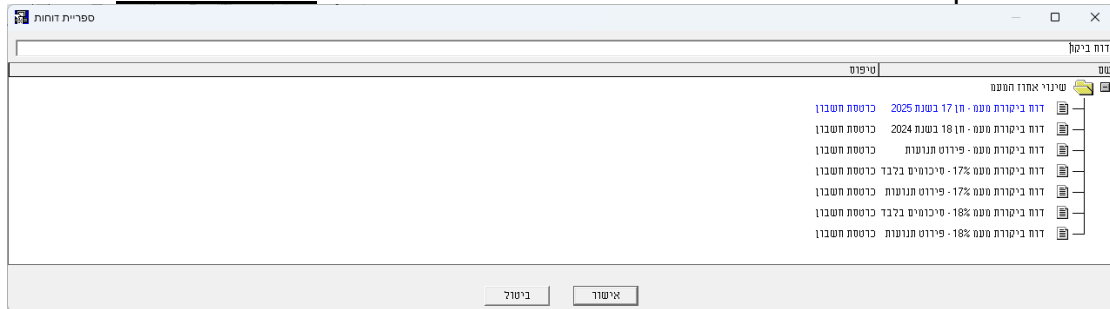 ספריית דוחות
דוח ביקור
שם טיפוס
שינוי אחוז המעמ
דוח ביקורת מעמ - חן 17 בשנת 2025 כרטסת חשבון
דוח ביקורת מעמ - חן 18 בשנת 2024 כרטסת חשבון
דוח ביקורת מעמ - פירוט תנועות כרטסת חשבון
דוח ביקורת מעמ 17% - סיכומים בלבד כרטסת חשבון
דוח ביקורת מעמ 17% - פירוט תנועות כרטסת חשבון
דוח ביקורת מעמ 18% - סיכומים בלבד כרטסת חשבון
דוח ביקורת מעמ 18% - פירוט תנועות כרטסת חשבון
אישור ביטול